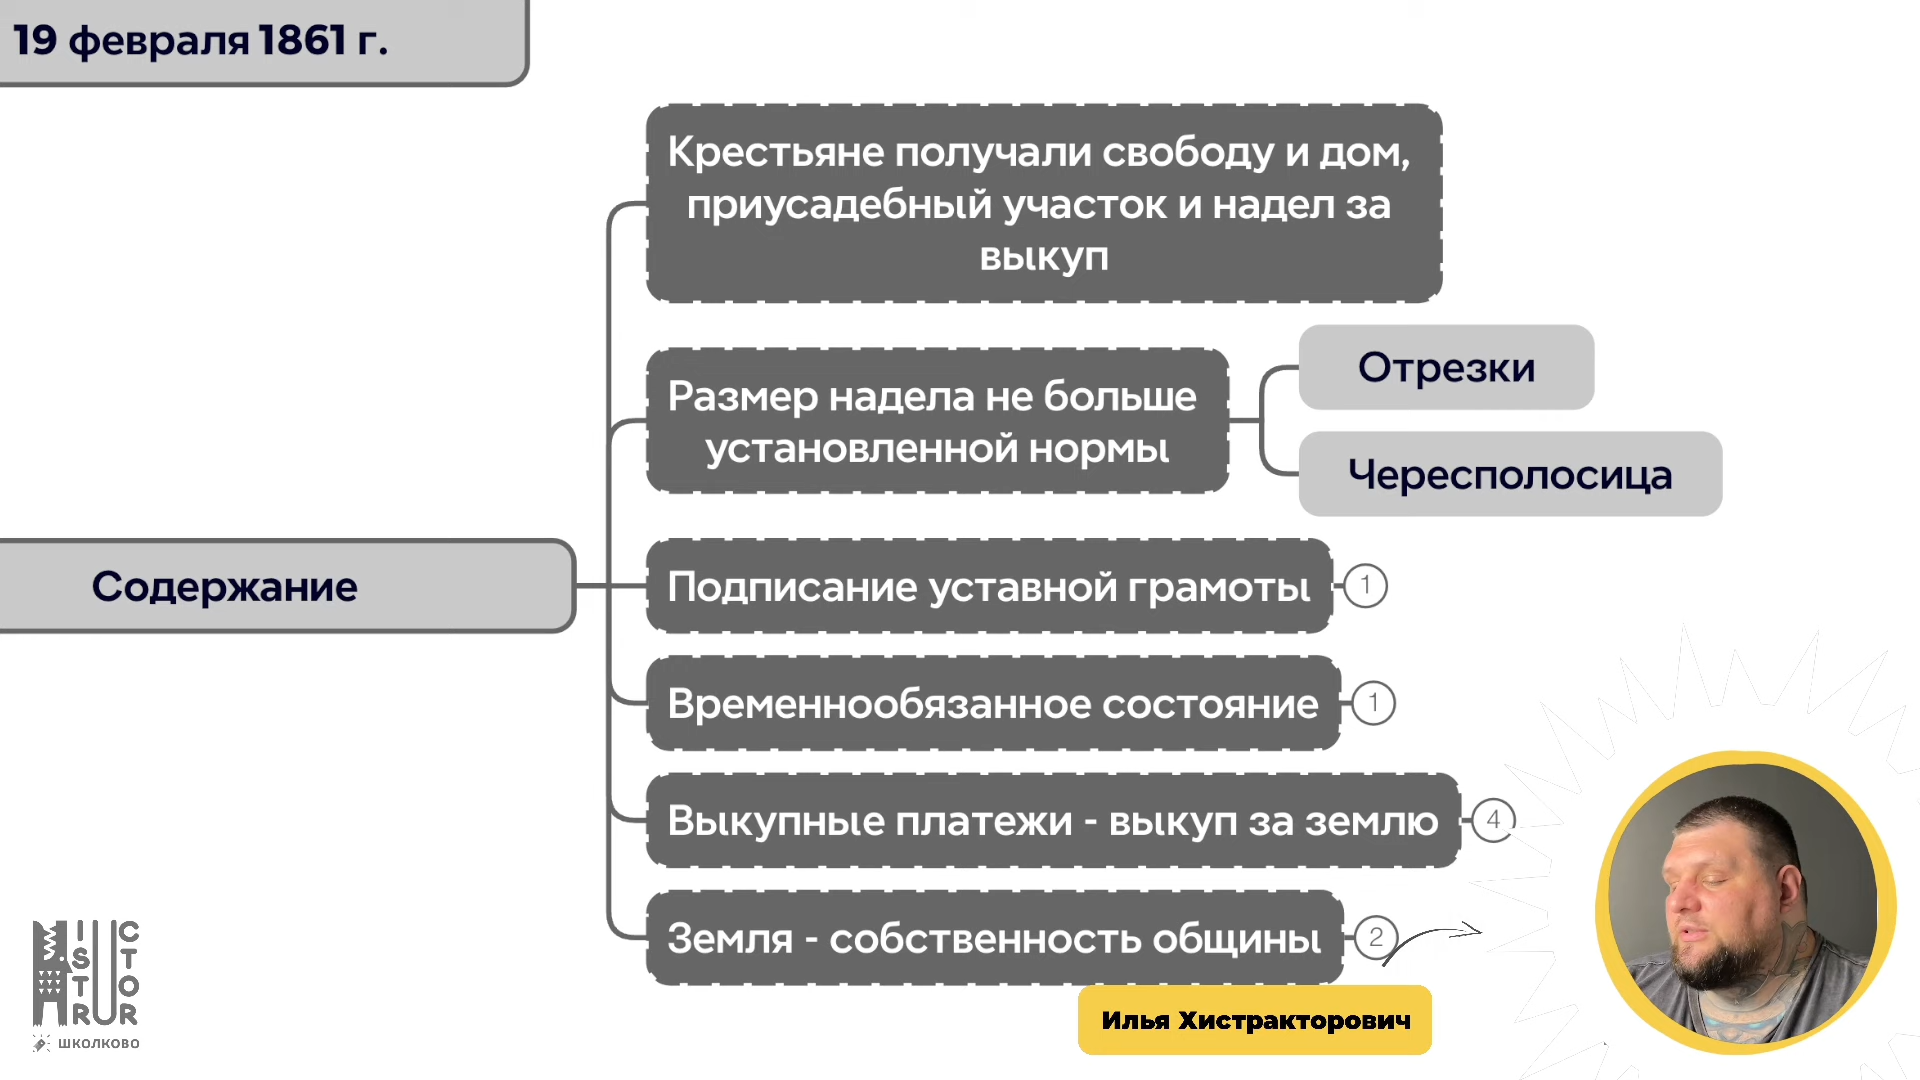 19 февраля 1861 г.
Крестьяне получали свободу и дом,
приусадебный участок и надел за
выкуп
Размер надела не больше
установленной нормы
Отрезки
Чересполосица
Содержание
Подписание уставной грамоты
1
Временнообязанное состояние
1
Выкупные платежи - выкуп за землю
4
Земля - собственность общины
2
Илья Хистракторович
HISTRUCTOR
ШКОЛКОВО